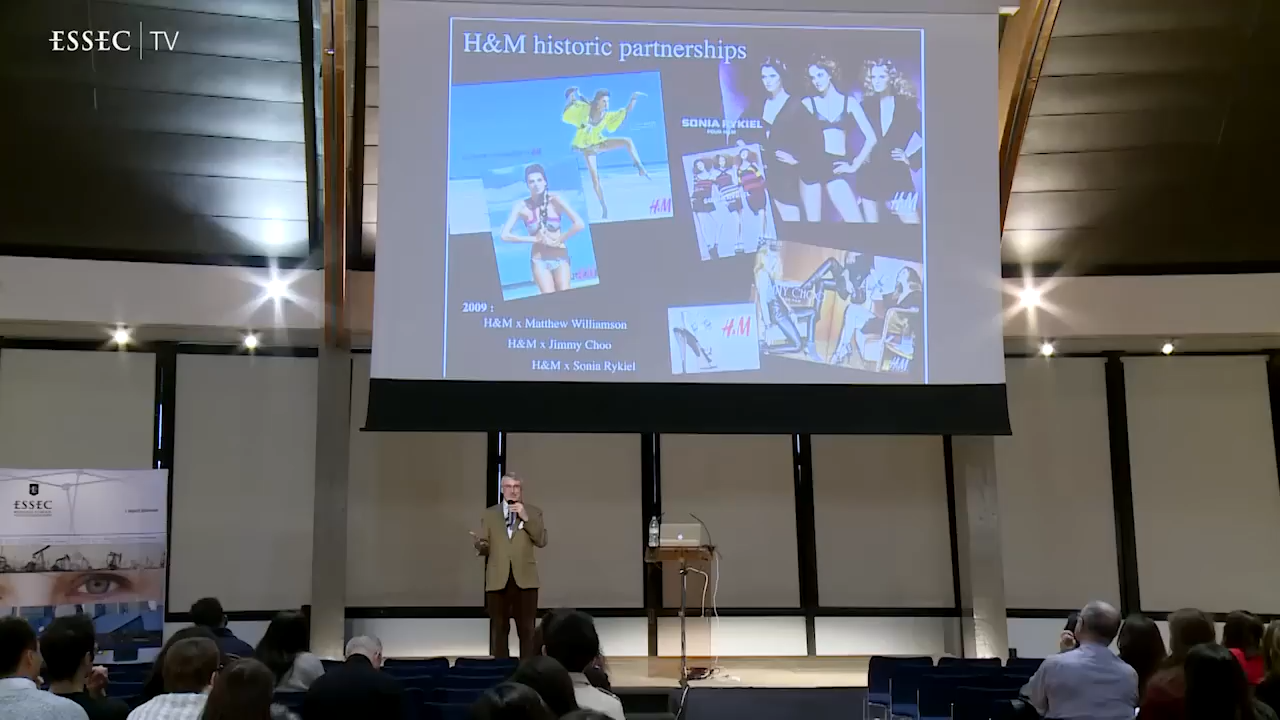 ESSEC TV
H&M historic partnerships
SONIA RYKIEL
H&M
H&M
H&M
H&M
2009 :
H&M x Matthew Williamson
H&M x Jimmy Choo
H&M x Sonia Rykiel
ESSEC